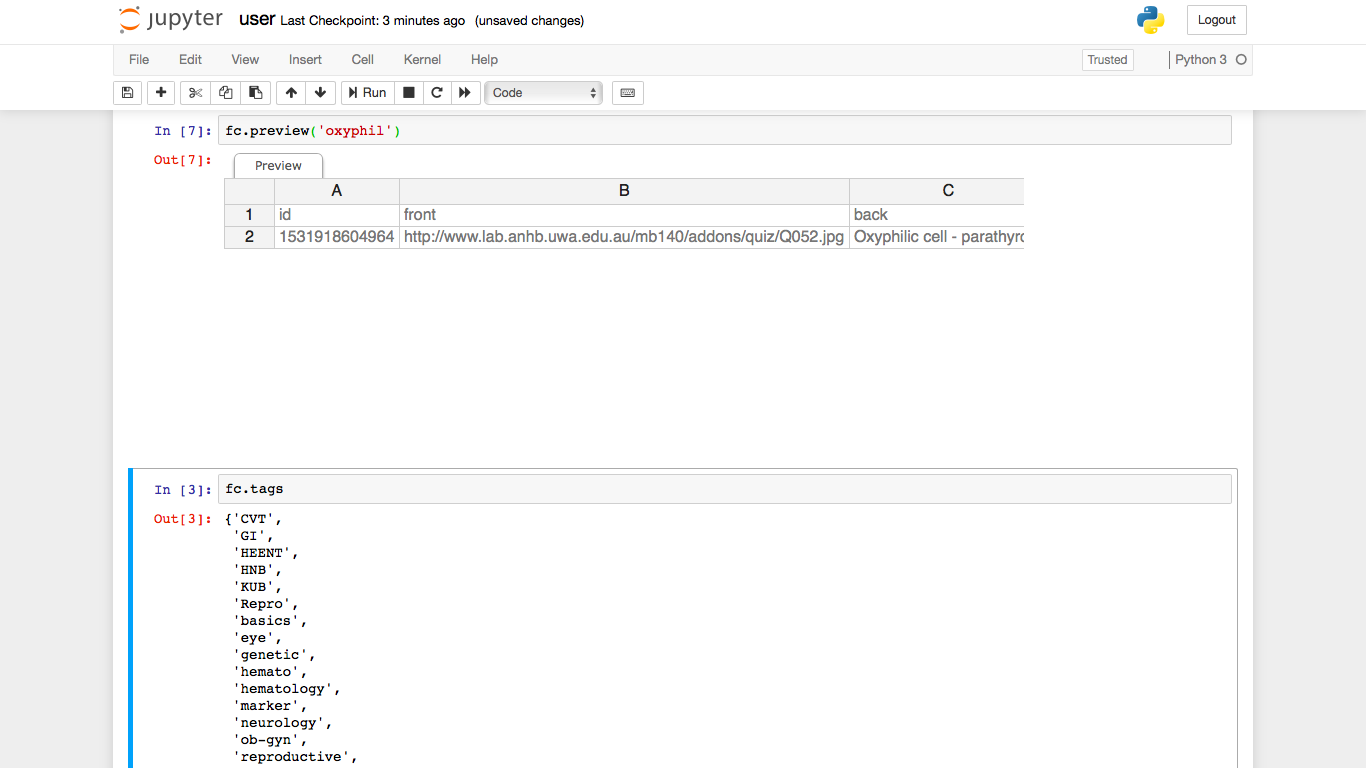 jupyter user Last Checkpoint: 3 minutes ago (unsaved changes) Logout
File Edit View Insert Cell Kernel Help Trusted Python 3
Run Code
In [7]: fc.preview('oxyphil')
Out[7]: Preview
A B C
1 id front back
2 1531918604964 http://www.lab.anhb.uwa.edu.au/mb140/addons/quiz/Q052.jpg Oxyphilic cell -
In [3]: fc.tags
Out[3]: {'CVT',
'GI',
'HEENT',
'HNB',
'KUB',
'Repro',
'basics',
'eye',
'genetic',
'hemato',
'hematology',
'marker',
'neurology',
'ob-gyn',
'reproductive',